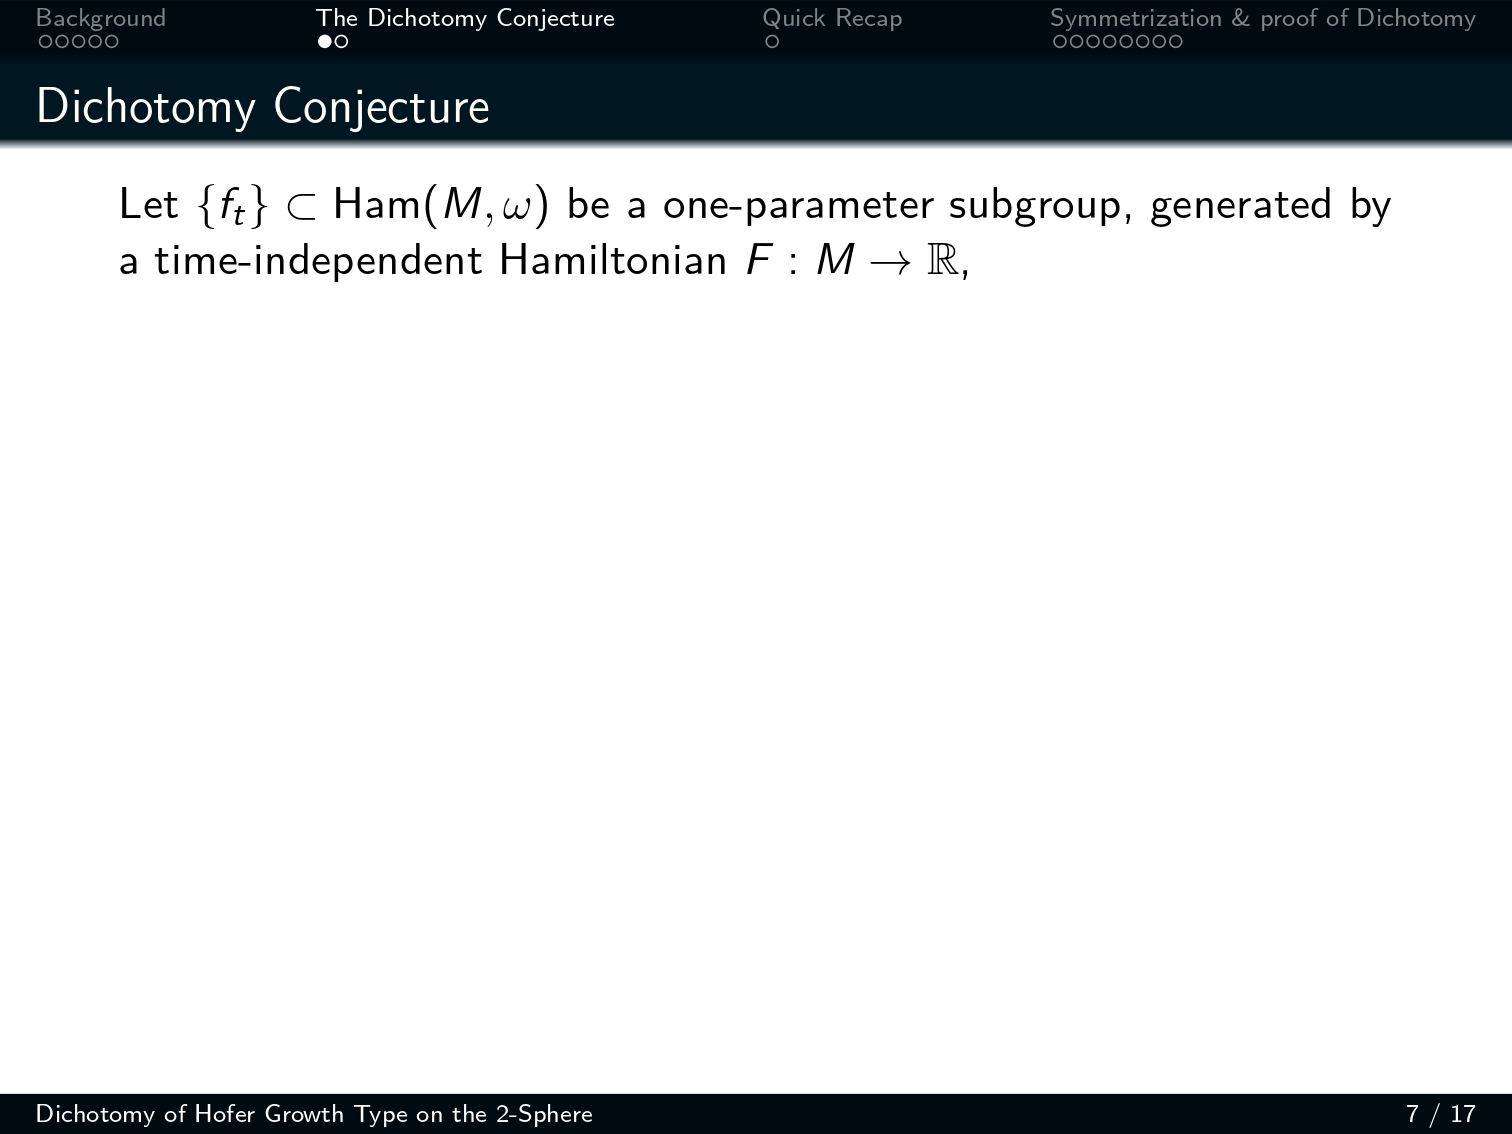 Background
The Dichotomy Conjecture
Quick Recap
Symmetrization & proof of Dichotomy
Dichotomy Conjecture
Let {f_t} ⊂ Ham(M, ω) be a one-parameter subgroup, generated by
a time-independent Hamiltonian F : M → ℝ,
Dichotomy of Hofer Growth Type on the 2-Sphere
7 / 17